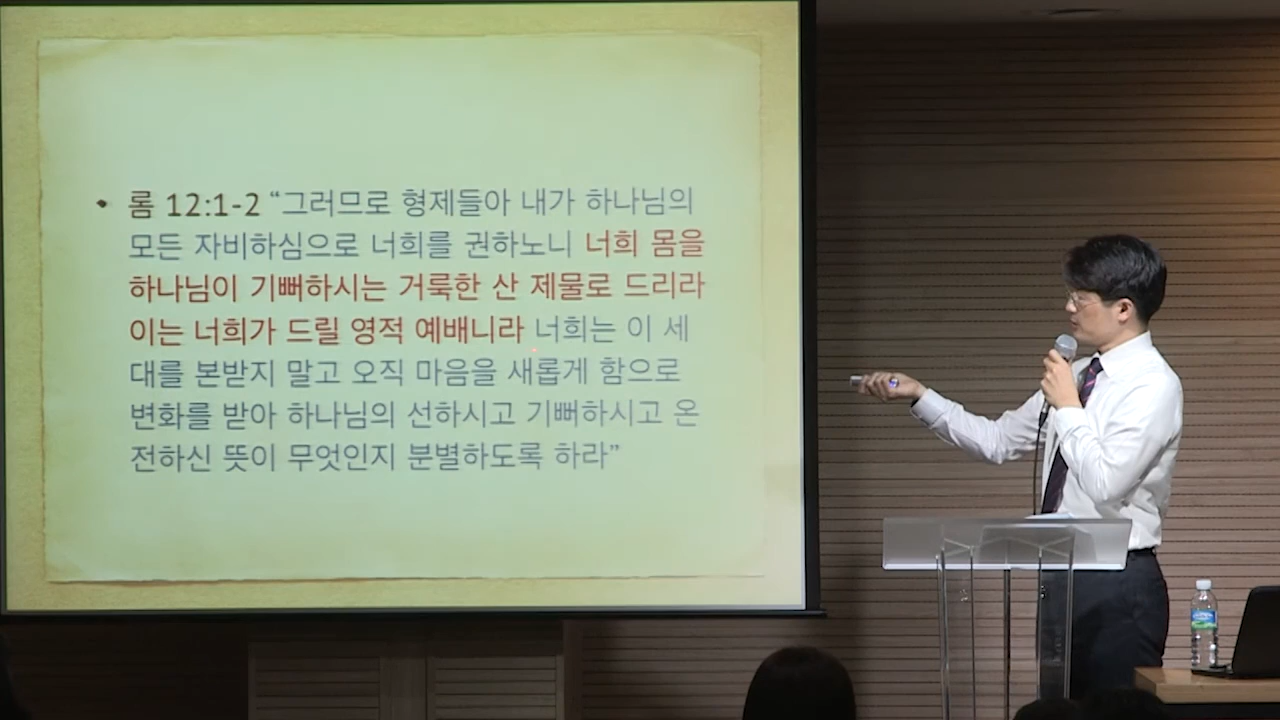 • 롬 12:1-2 “그러므로 형제들아 내가 하나님의
모든 자비하심으로 너희를 권하노니 너희 몸을
하나님이 기뻐하시는 거룩한 산 제물로 드리라
이는 너희가 드릴 영적 예배니라 너희는 이 세
대를 본받지 말고 오직 마음을 새롭게 함으로
변화를 받아 하나님의 선하시고 기뻐하시고 온
전하신 뜻이 무엇인지 분별하도록 하라”